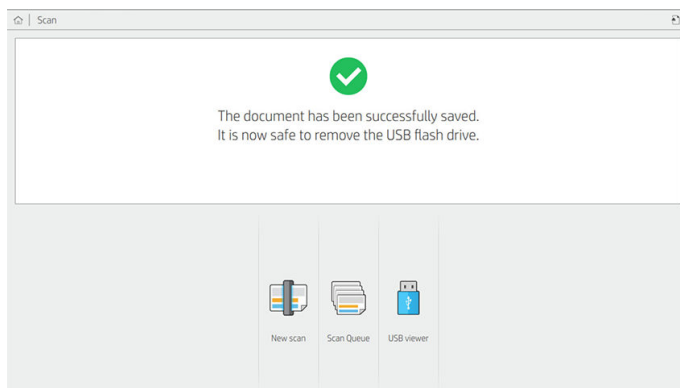 Scan
The document has been successfully saved.
It is now safe to remove the USB flash drive.
New scan
Scan Queue
USB viewer